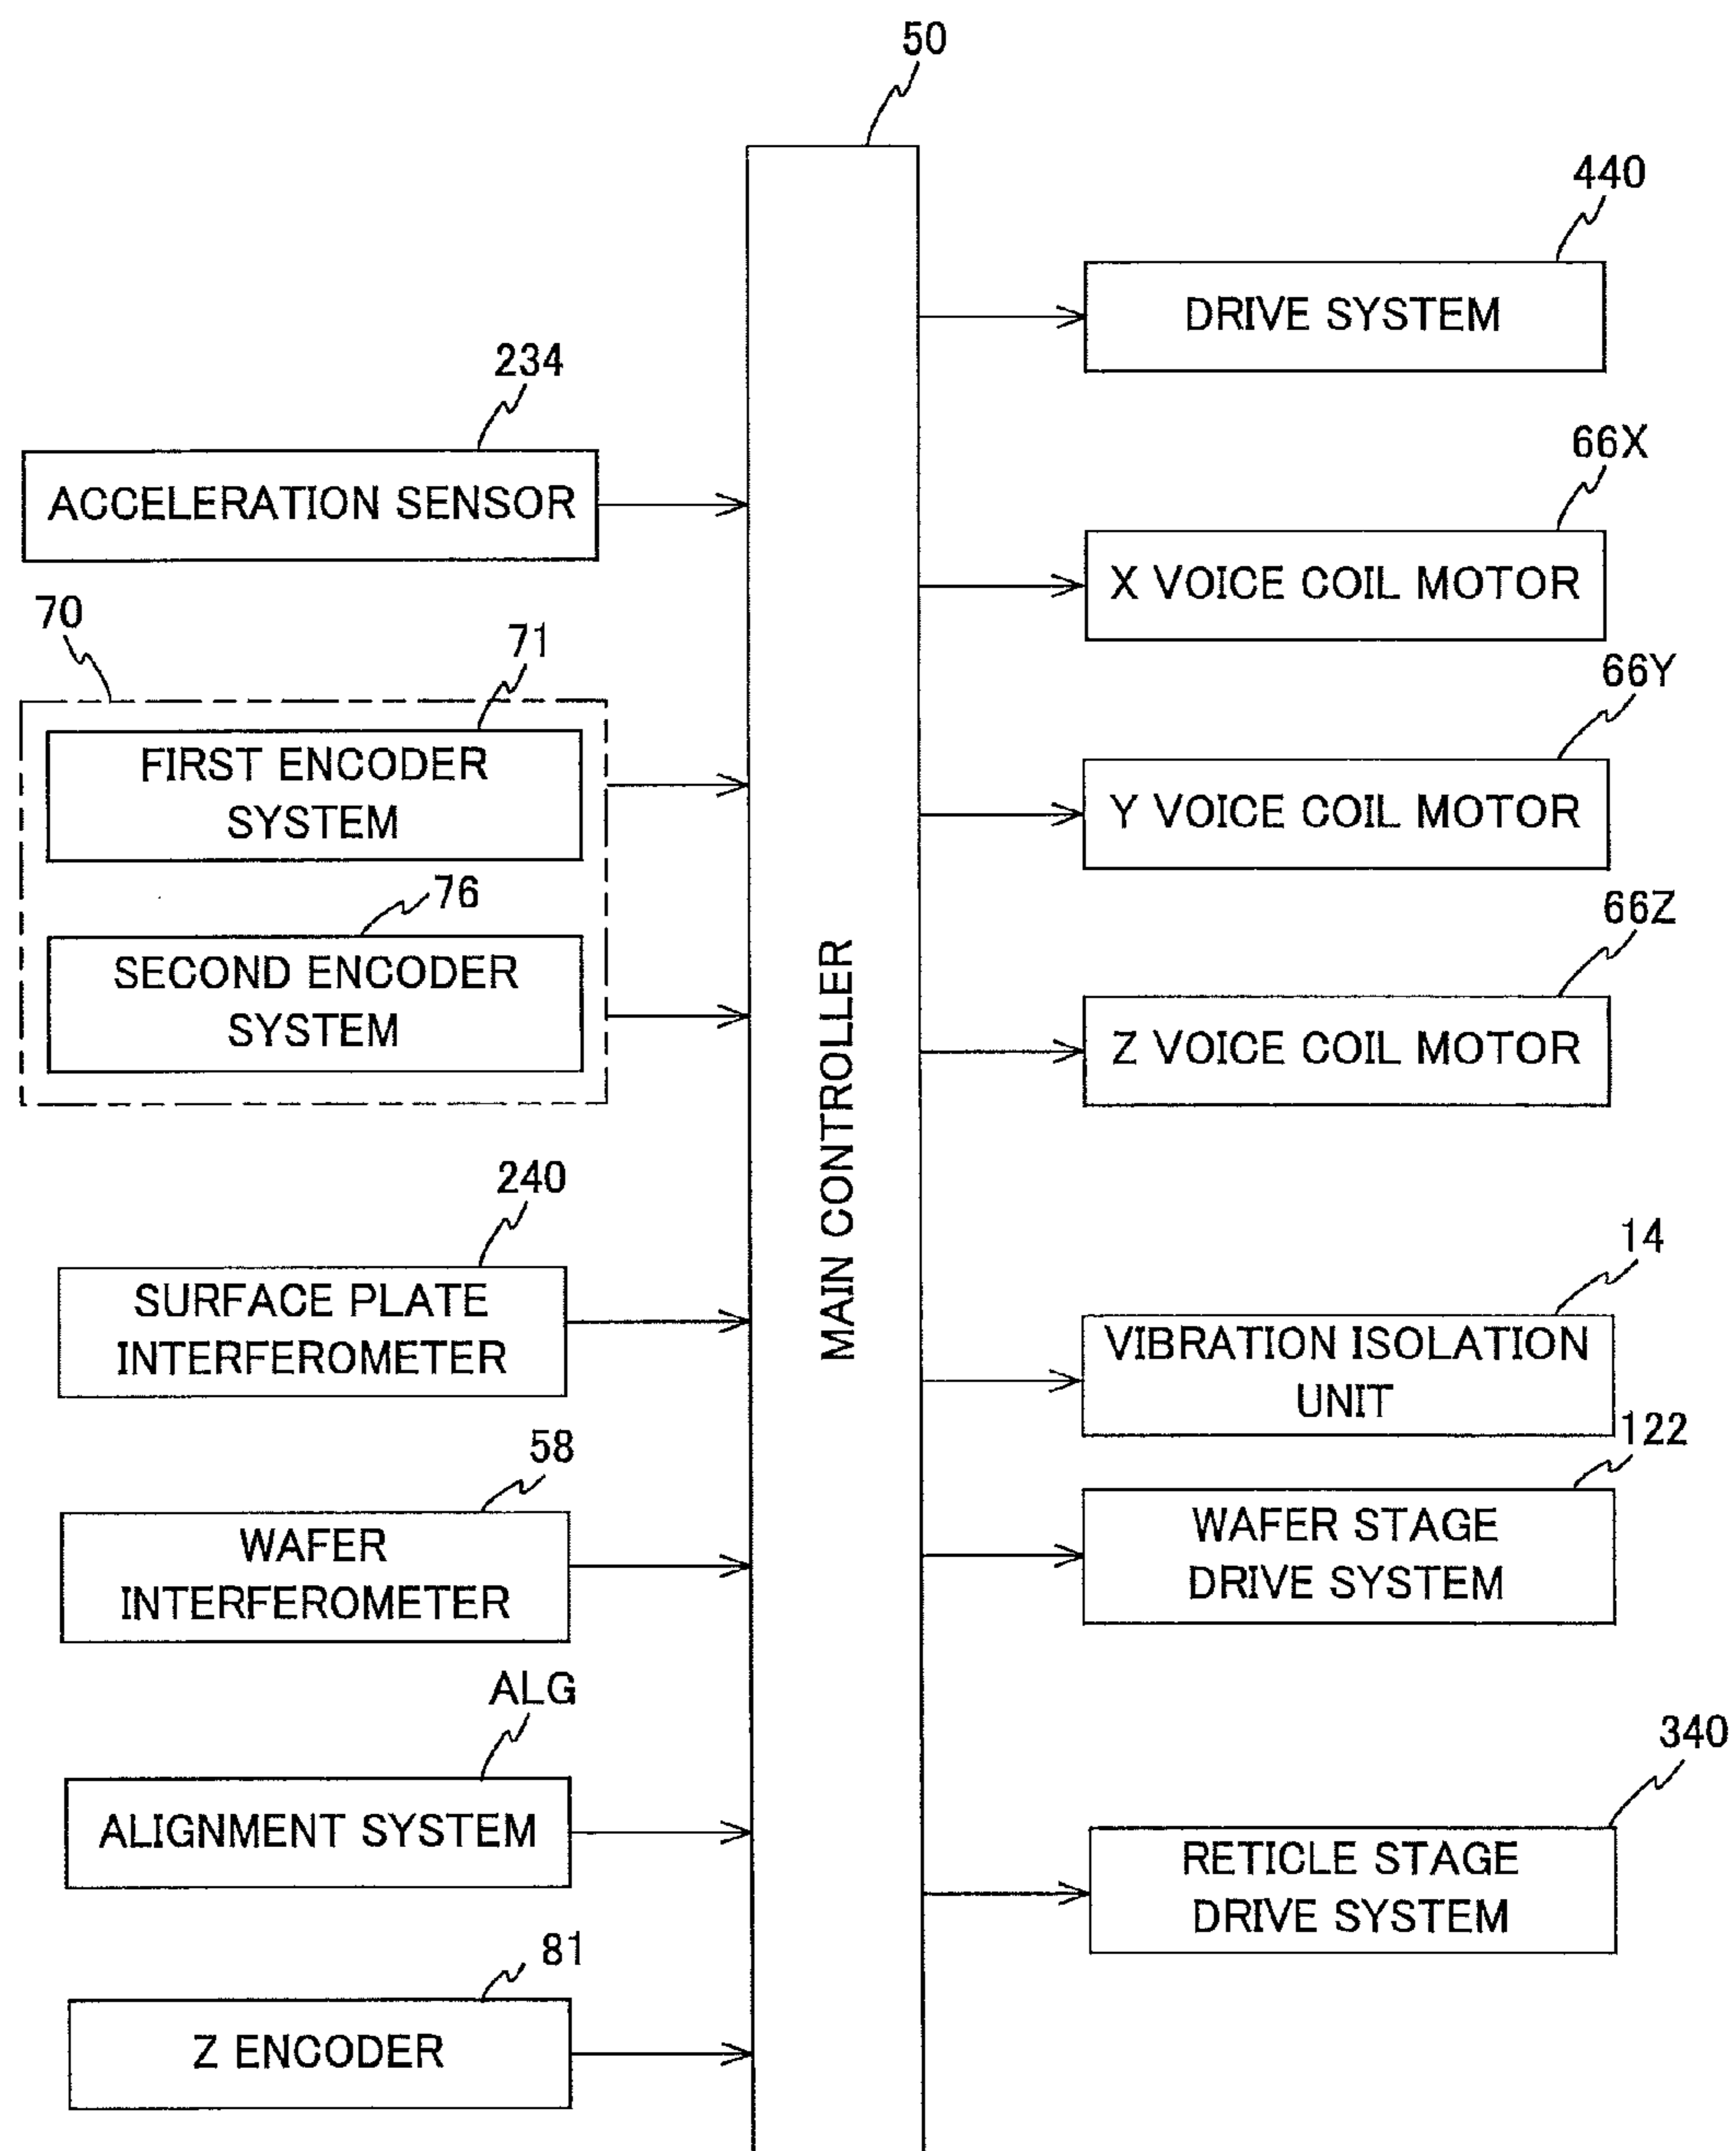 50
234
ACCELERATION SENSOR
70
71
FIRST ENCODER
SYSTEM
76
SECOND ENCODER
SYSTEM
240
SURFACE PLATE
INTERFEROMETER
58
WAFER
INTERFEROMETER
ALG
ALIGNMENT SYSTEM
81
Z ENCODER
MAIN CONTROLLER
440
DRIVE SYSTEM
66X
X VOICE COIL MOTOR
66Y
Y VOICE COIL MOTOR
66Z
Z VOICE COIL MOTOR
14
VIBRATION ISOLATION
UNIT
122
WAFER STAGE
DRIVE SYSTEM
340
RETICLE STAGE
DRIVE SYSTEM